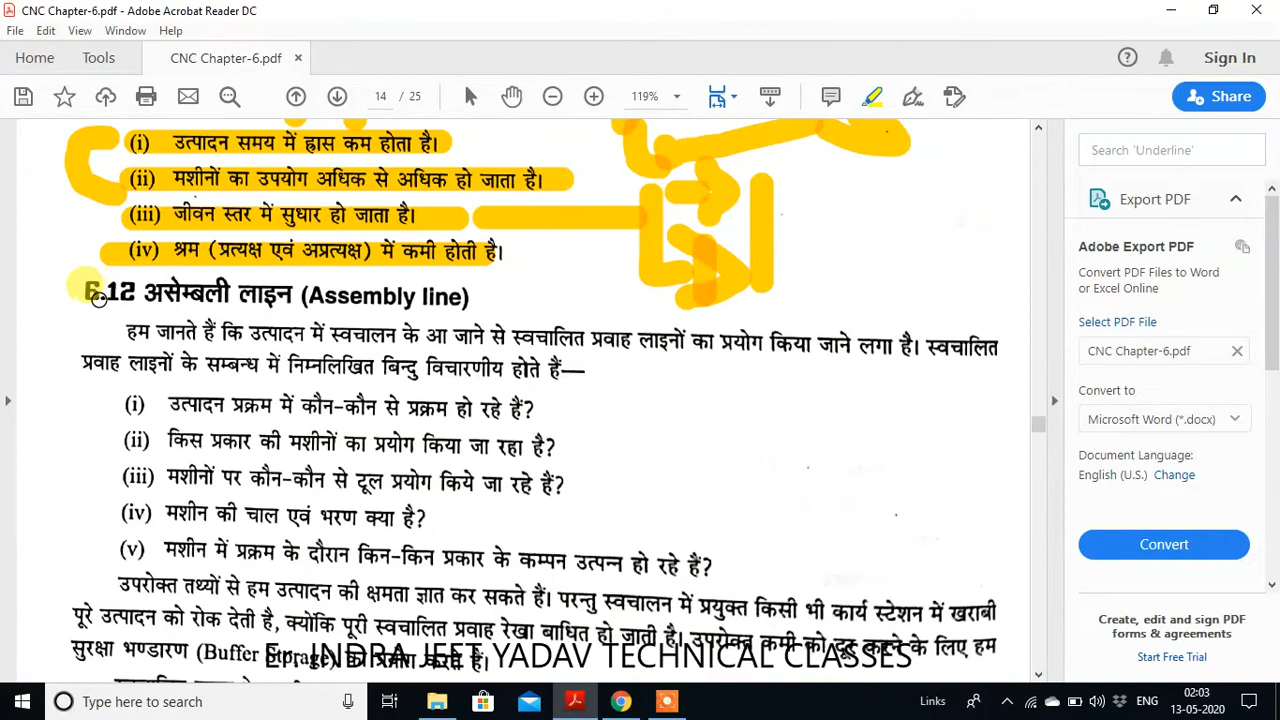 CNC Chapter-6.pdf - Adobe Acrobat Reader DC
File Edit View Window Help
Home Tools CNC Chapter-6.pdf × Sign In
14 / 25 119% Share
(i) उत्पादन समय में ह्रास कम होता है।
(ii) मशीनों का उपयोग अधिक से अधिक हो जाता है।
(iii) जीवन स्तर में सुधार हो जाता है।
(iv) श्रम (प्रत्यक्ष एवं अप्रत्यक्ष) में कमी होती है।
6.12 असेम्बली लाइन (Assembly line)
हम जानते हैं कि उत्पादन में स्वचालन के आ जाने से स्वचालित प्रवाह लाइनों का प्रयोग किया जाने लगा है। स्वचालित
प्रवाह लाइनों के सम्बन्ध में निम्नलिखित बिन्दु विचारणीय होते हैं—
(i) उत्पादन प्रक्रम में कौन-कौन से प्रक्रम हो रहे हैं?
(ii) किस प्रकार की मशीनों का प्रयोग किया जा रहा है?
(iii) मशीनों पर कौन-कौन से टूल प्रयोग किये जा रहे हैं?
(iv) मशीन की चाल एवं भरण क्या है?
(v) मशीन में प्रक्रम के दौरान किन-किन प्रकार के कम्पन उत्पन्न हो रहे हैं?
उपरोक्त तथ्यों से हम उत्पादन की क्षमता ज्ञात कर सकते हैं। परन्तु स्वचालन में प्रयुक्त किसी भी कार्य स्टेशन में खराबी
पूरे उत्पादन को रोक देती है, क्योंकि पूरी स्वचालित प्रवाह रेखा बाधित हो जाती है। उपरोक्त कमी को दूर करने के लिए हम
सुरक्षा भण्डारण (Buffer Storage) का प्रयोग करते हैं।
Er. INDRA JEET YADAV TECHNICAL CLASSES
Search 'Underline'
Export PDF
Adobe Export PDF
Convert PDF Files to Word
or Excel Online
Select PDF File
CNC Chapter-6.pdf
Convert to
Microsoft Word (*.docx)
Document Language:
English (U.S.) Change
Convert
Create, edit and sign PDF
forms & agreements
Start Free Trial
Type here to search
Links
ENG
02:03
13-05-2020